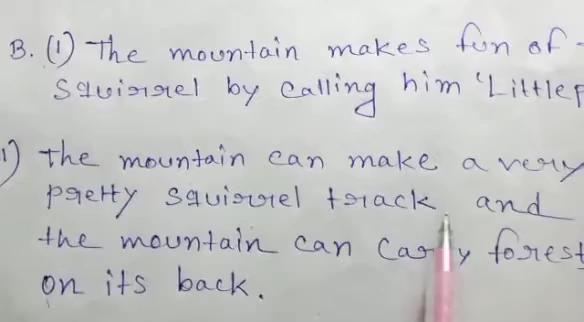 B. (1) The mountain makes fun of
Squirrel by calling him 'Little
1) the mountain can make a very
pretty squirrel track and
the mountain can carry forest
on its back.